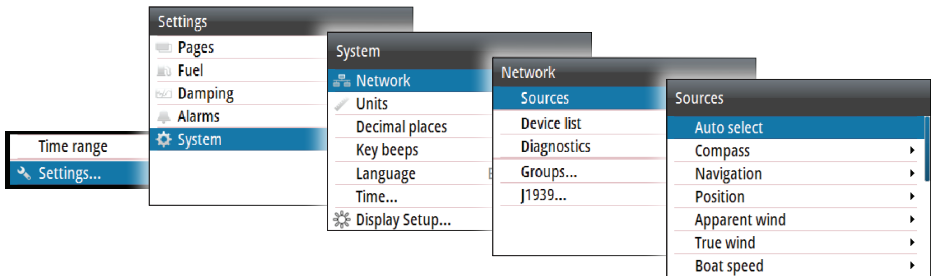 Time range
Settings...
Settings
Pages
Fuel
Damping
Alarms
System
System
Network
Units
Decimal places
Key beeps
Language
Time...
Display Setup...
Network
Sources
Device list
Diagnostics
Groups...
J1939...
Sources
Auto select
Compass
Navigation
Position
Apparent wind
True wind
Boat speed